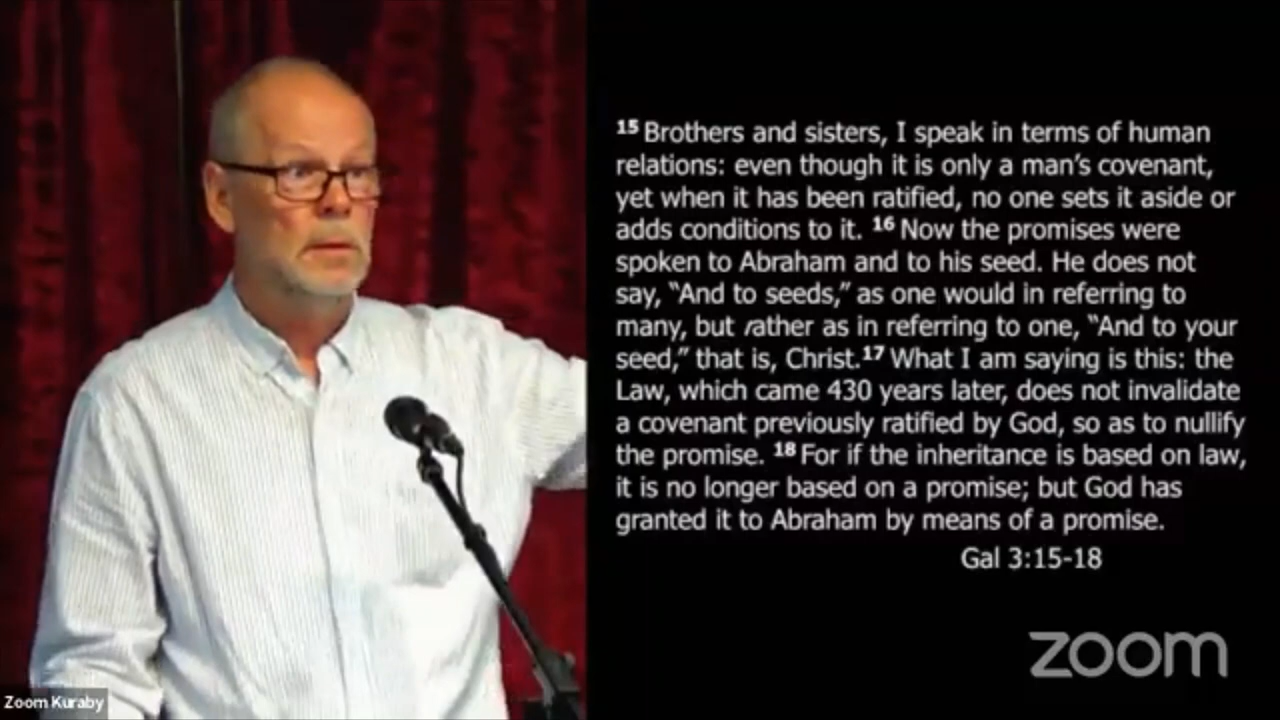 15 Brothers and sisters, I speak in terms of human
relations: even though it is only a man’s covenant,
yet when it has been ratified, no one sets it aside or
adds conditions to it. 16 Now the promises were
spoken to Abraham and to his seed. He does not
say, “And to seeds,” as one would in referring to
many, but rather as in referring to one, “And to your
seed,” that is, Christ.17 What I am saying is this: the
Law, which came 430 years later, does not invalidate
a covenant previously ratified by God, so as to nullify
the promise. 18 For if the inheritance is based on law,
it is no longer based on a promise; but God has
granted it to Abraham by means of a promise.
Gal 3:15-18
zoom
Zoom Kuraby